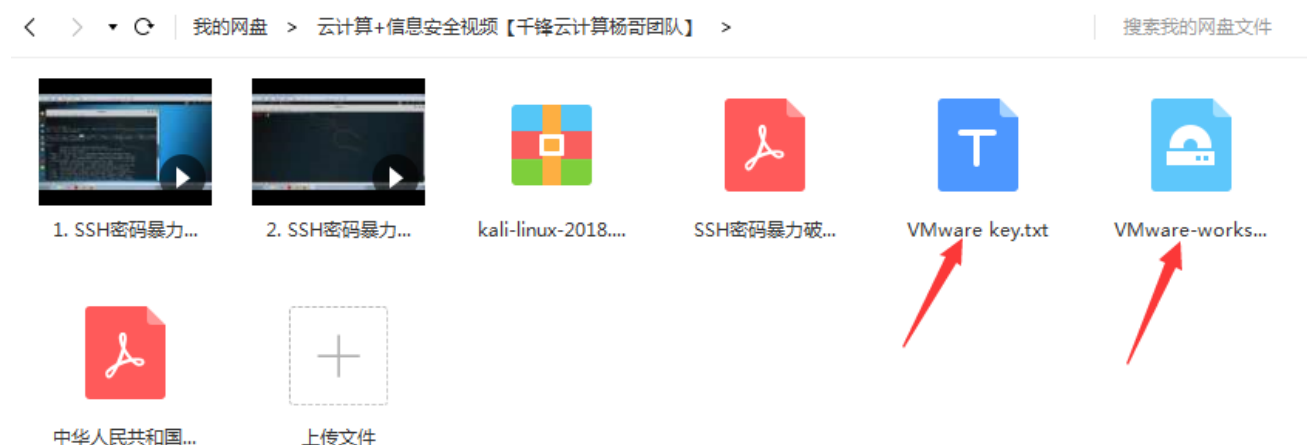 我的网盘 > 云计算+信息安全视频【千锋云计算杨哥团队】 >
搜索我的网盘文件
1. SSH密码暴力...
2. SSH密码暴力...
kali-linux-2018....
SSH密码暴力破...
VMware key.txt
VMware-works...
中华人民共和国...
上传文件